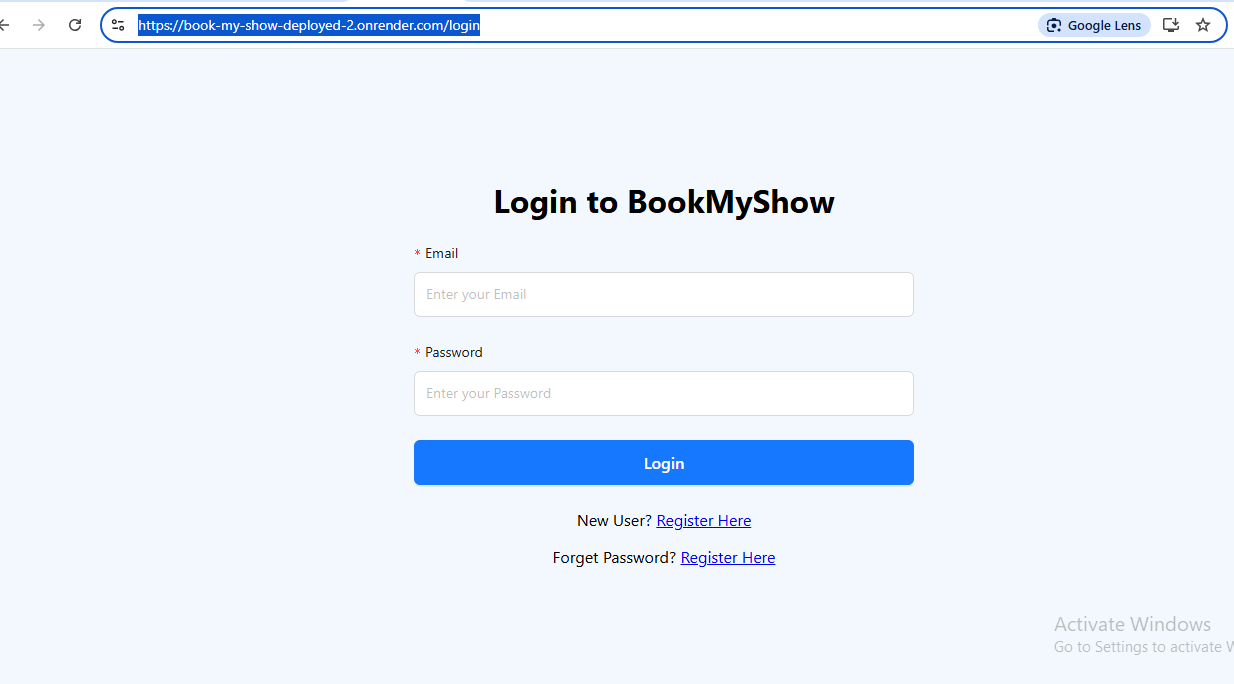 https://book-my-show-deployed-2.onrender.com/login
Google Lens
Login to BookMyShow
* Email
Enter your Email
* Password
Enter your Password
Login
New User? Register Here
Forget Password? Register Here
Activate Windows
Go to Settings to activate W